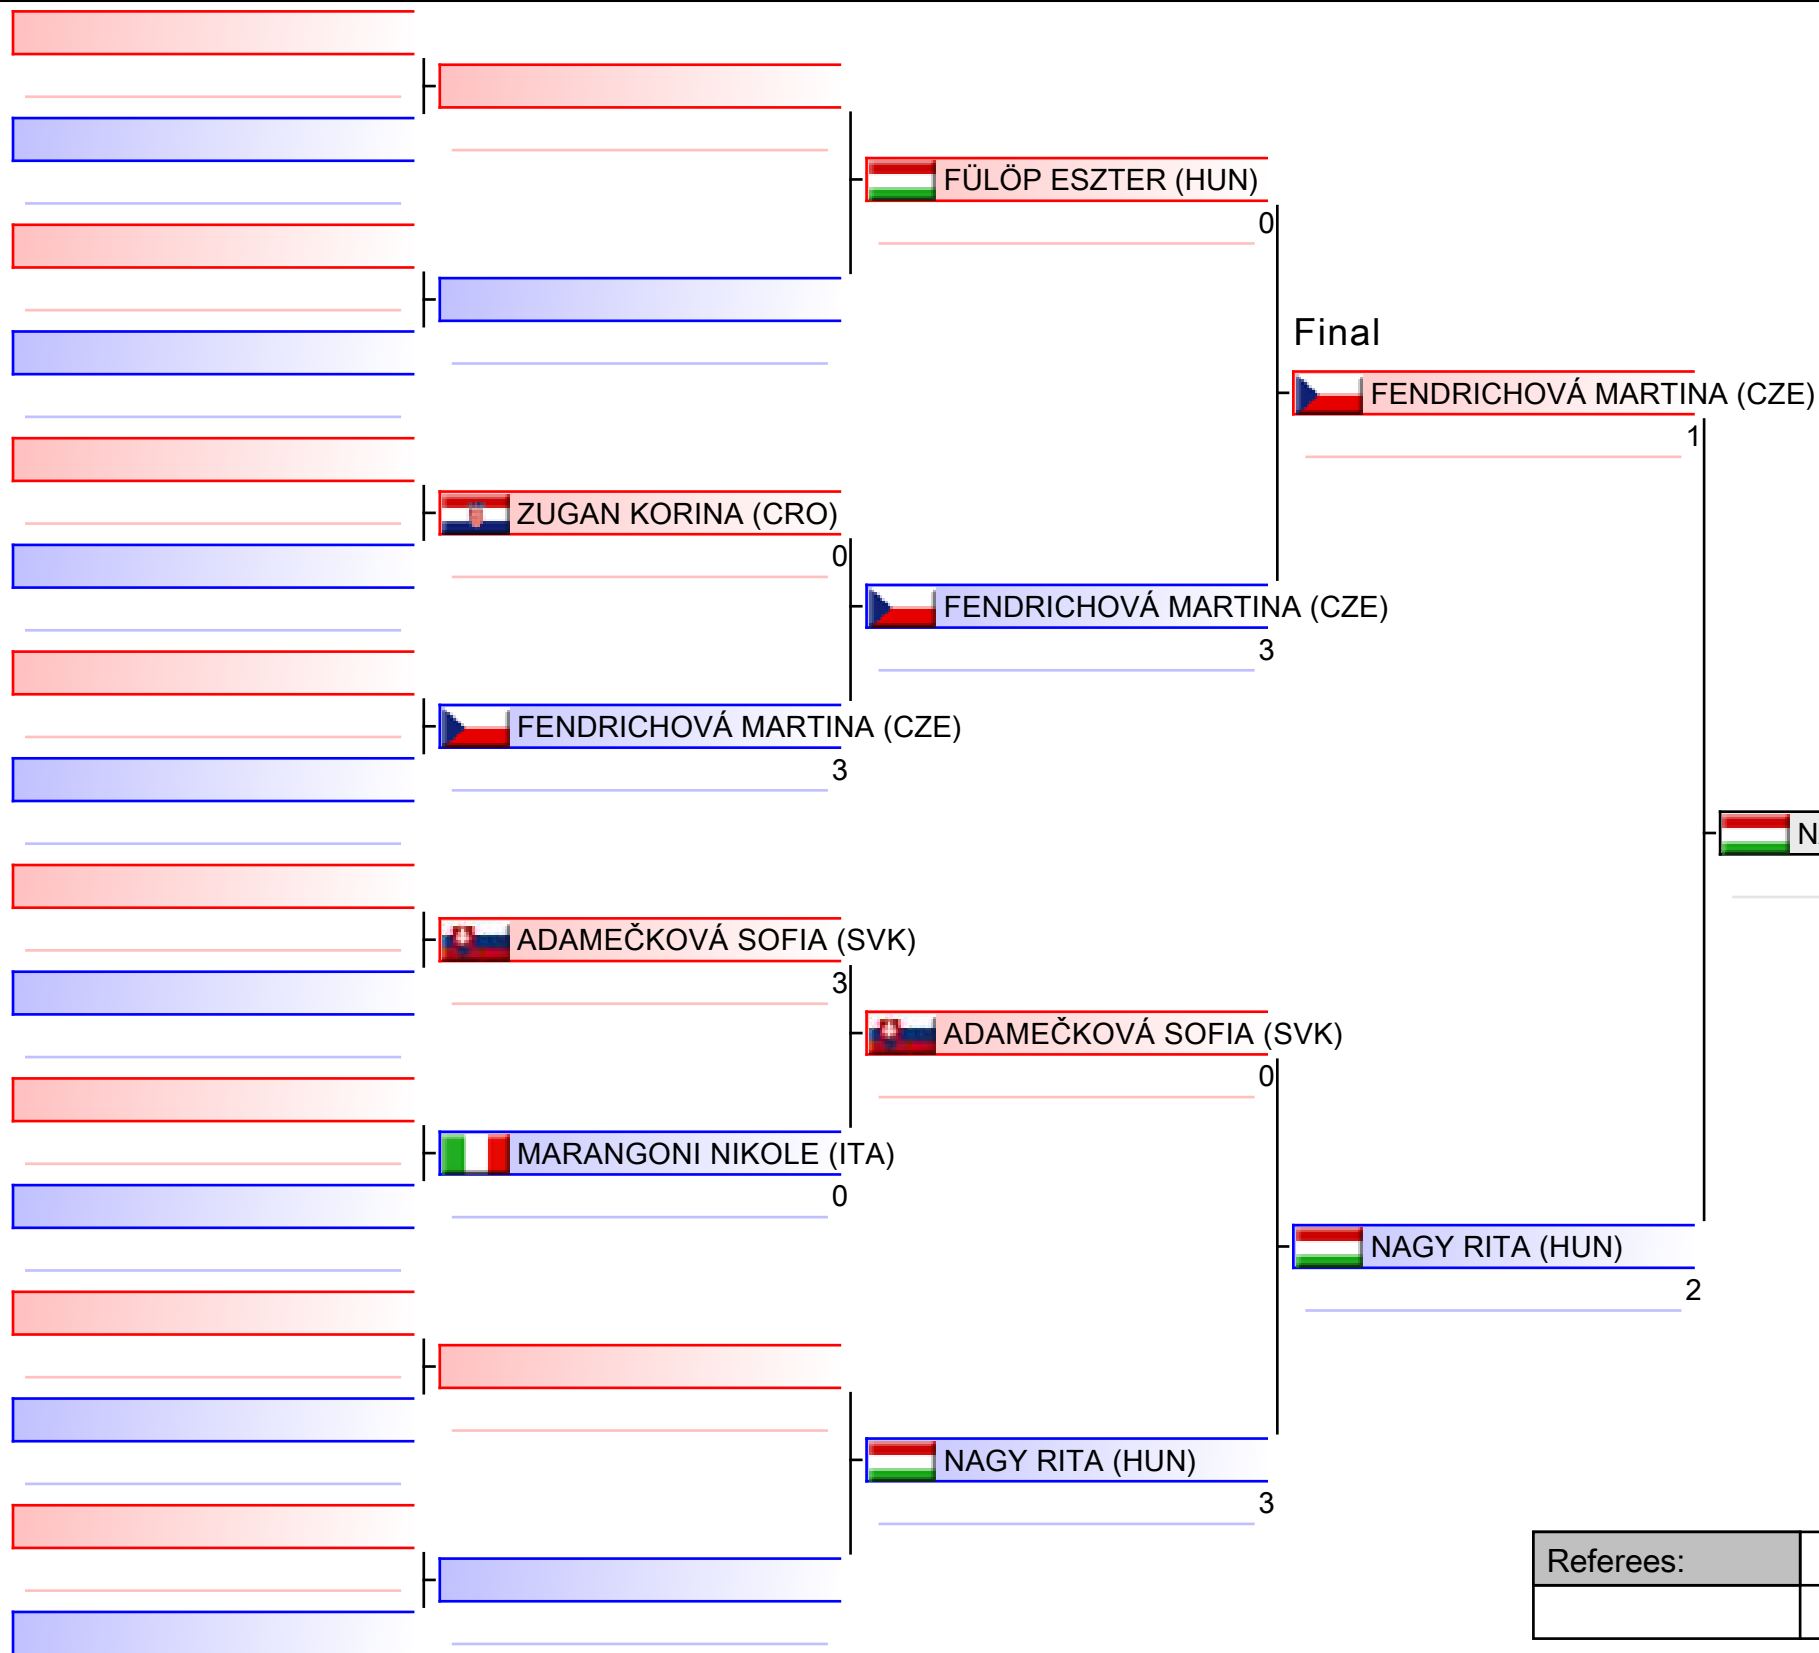 FÜLÖP ESZTER (HUN)
0
Final
FENDRICHOVÁ MARTINA (CZE)
1
ZUGAN KORINA (CRO)
0
FENDRICHOVÁ MARTINA (CZE)
3
FENDRICHOVÁ MARTINA (CZE)
3
ADAMEČKOVÁ SOFIA (SVK)
3
ADAMEČKOVÁ SOFIA (SVK)
0
MARANGONI NIKOLE (ITA)
0
NAGY RITA (HUN)
2
NAGY RITA (HUN)
3
Referees: